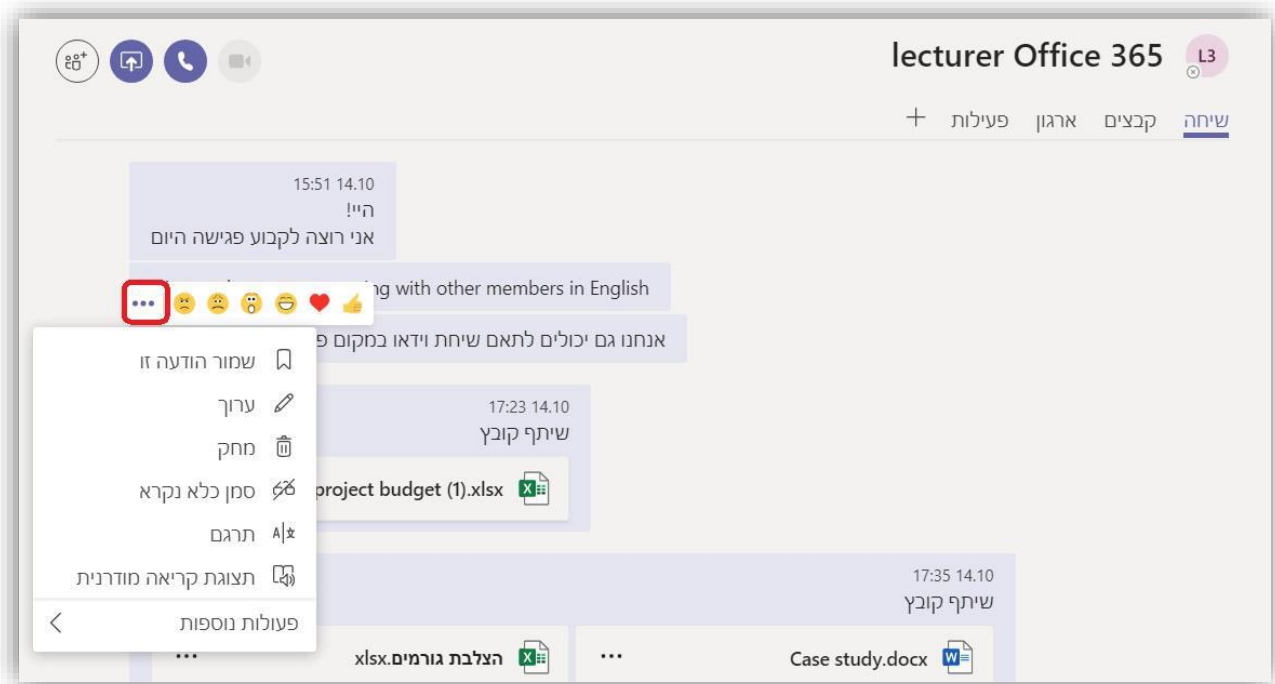 lecturer Office 365 L3
שיחה קבצים ארגון פעילות +
15:51 14.10
היי!
אני רוצה לקבוע פגישה היום
with other members in English
אנחנו גם יכולים לתאם שיחת וידאו במקום
שמור הודעה זו
ערוך
מחק
סמן כלא נקרא
תרגם
תצוגת קריאה מודרנית
פעולות נוספות
17:23 14.10
שיתף קובץ
project budget (1).xlsx
17:35 14.10
שיתף קובץ
Case study.docx ...
הצלבת גורמים.xlsx ...